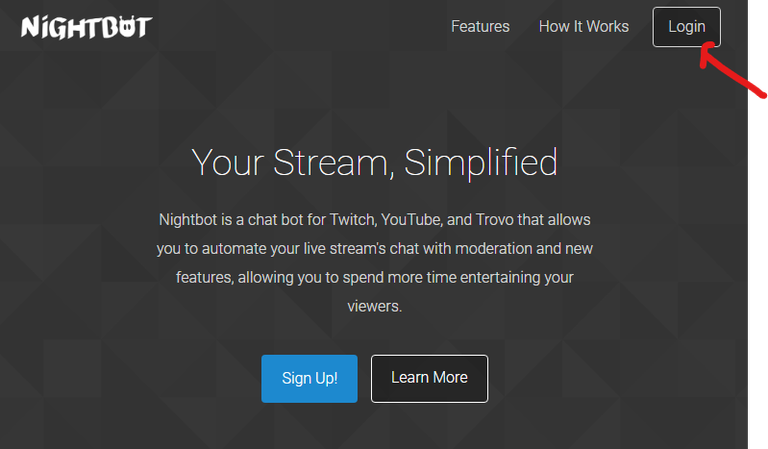 NIGHTBOT
Features
How It Works
Login
Your Stream, Simplified
Nightbot is a chat bot for Twitch, YouTube, and Trovo that allows
you to automate your live stream's chat with moderation and new
features, allowing you to spend more time entertaining your
viewers.
Sign Up!
Learn More